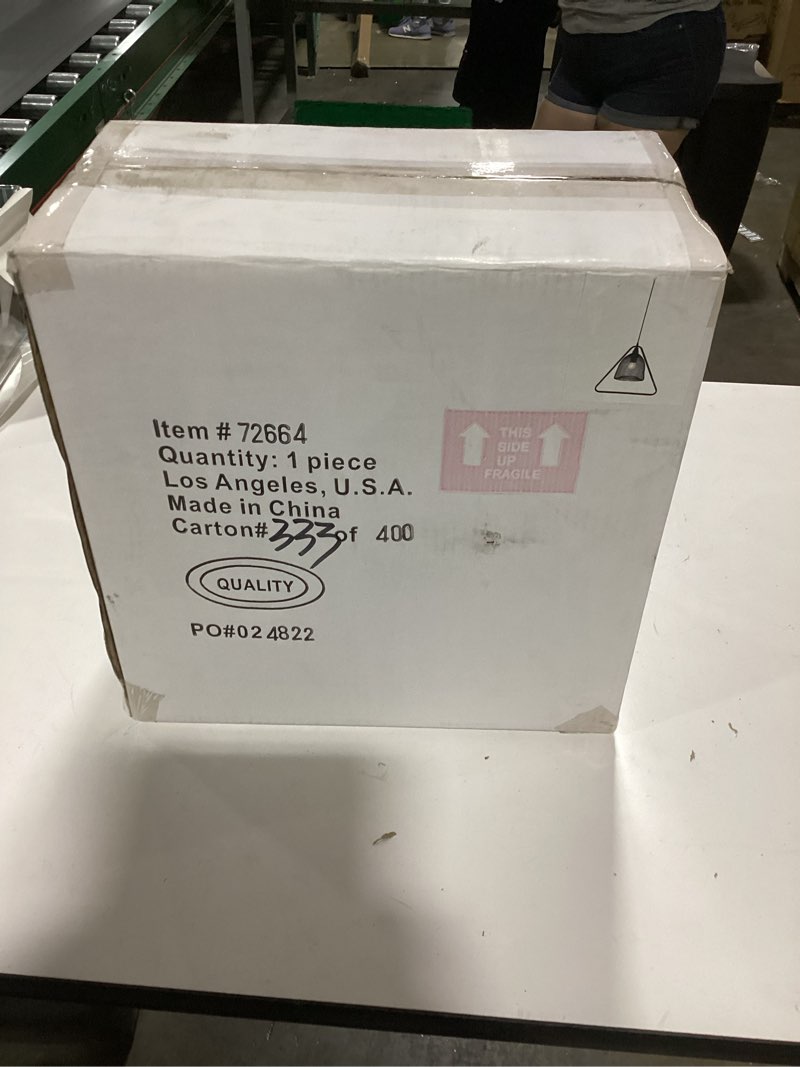 Item # 72664
Quantity: 1 piece
Los Angeles, U.S.A.
Made in China
Carton# 333 of 400
QUALITY
PO#024822
THIS
SIDE
UP
FRAGILE